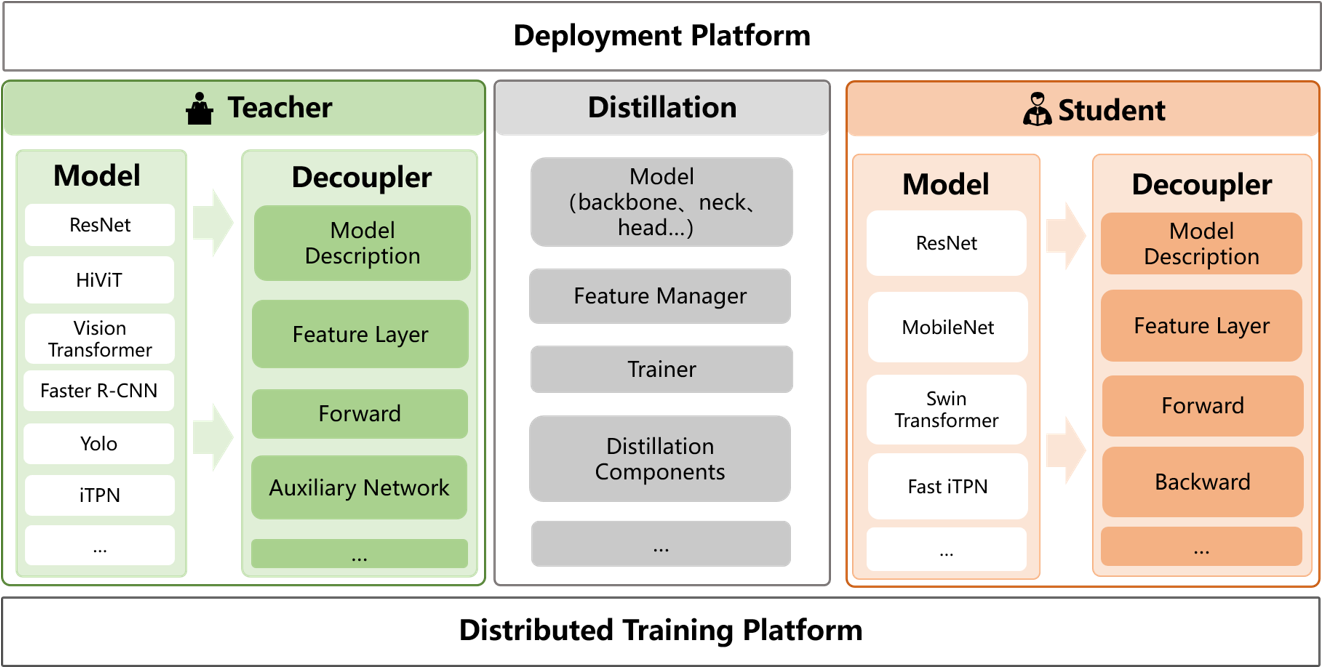 Deployment Platform
Teacher
Model
ResNet
HiViT
Vision
Transformer
Faster R-CNN
Yolo
iTPN
...
Decoupler
Model
Description
Feature Layer
Forward
Auxiliary Network
...
Distillation
Model
（backbone、neck、
head...）
Feature Manager
Trainer
Distillation
Components
...
Student
Model
ResNet
MobileNet
Swin
Transformer
Fast iTPN
...
Decoupler
Model
Description
Feature Layer
Forward
Backward
...
Distributed Training Platform